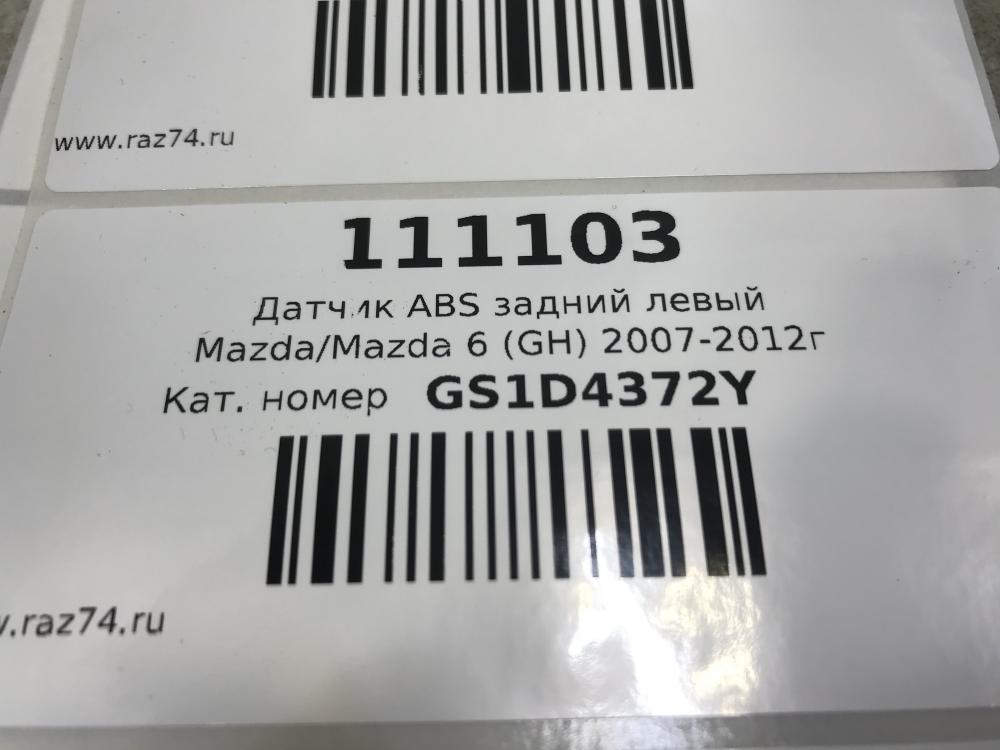 www.raz74.ru
111103
Датчик ABS задний левый
Mazda/Mazda 6 (GH) 2007-2012г
Кат. номер GS1D4372Y
.raz74.ru